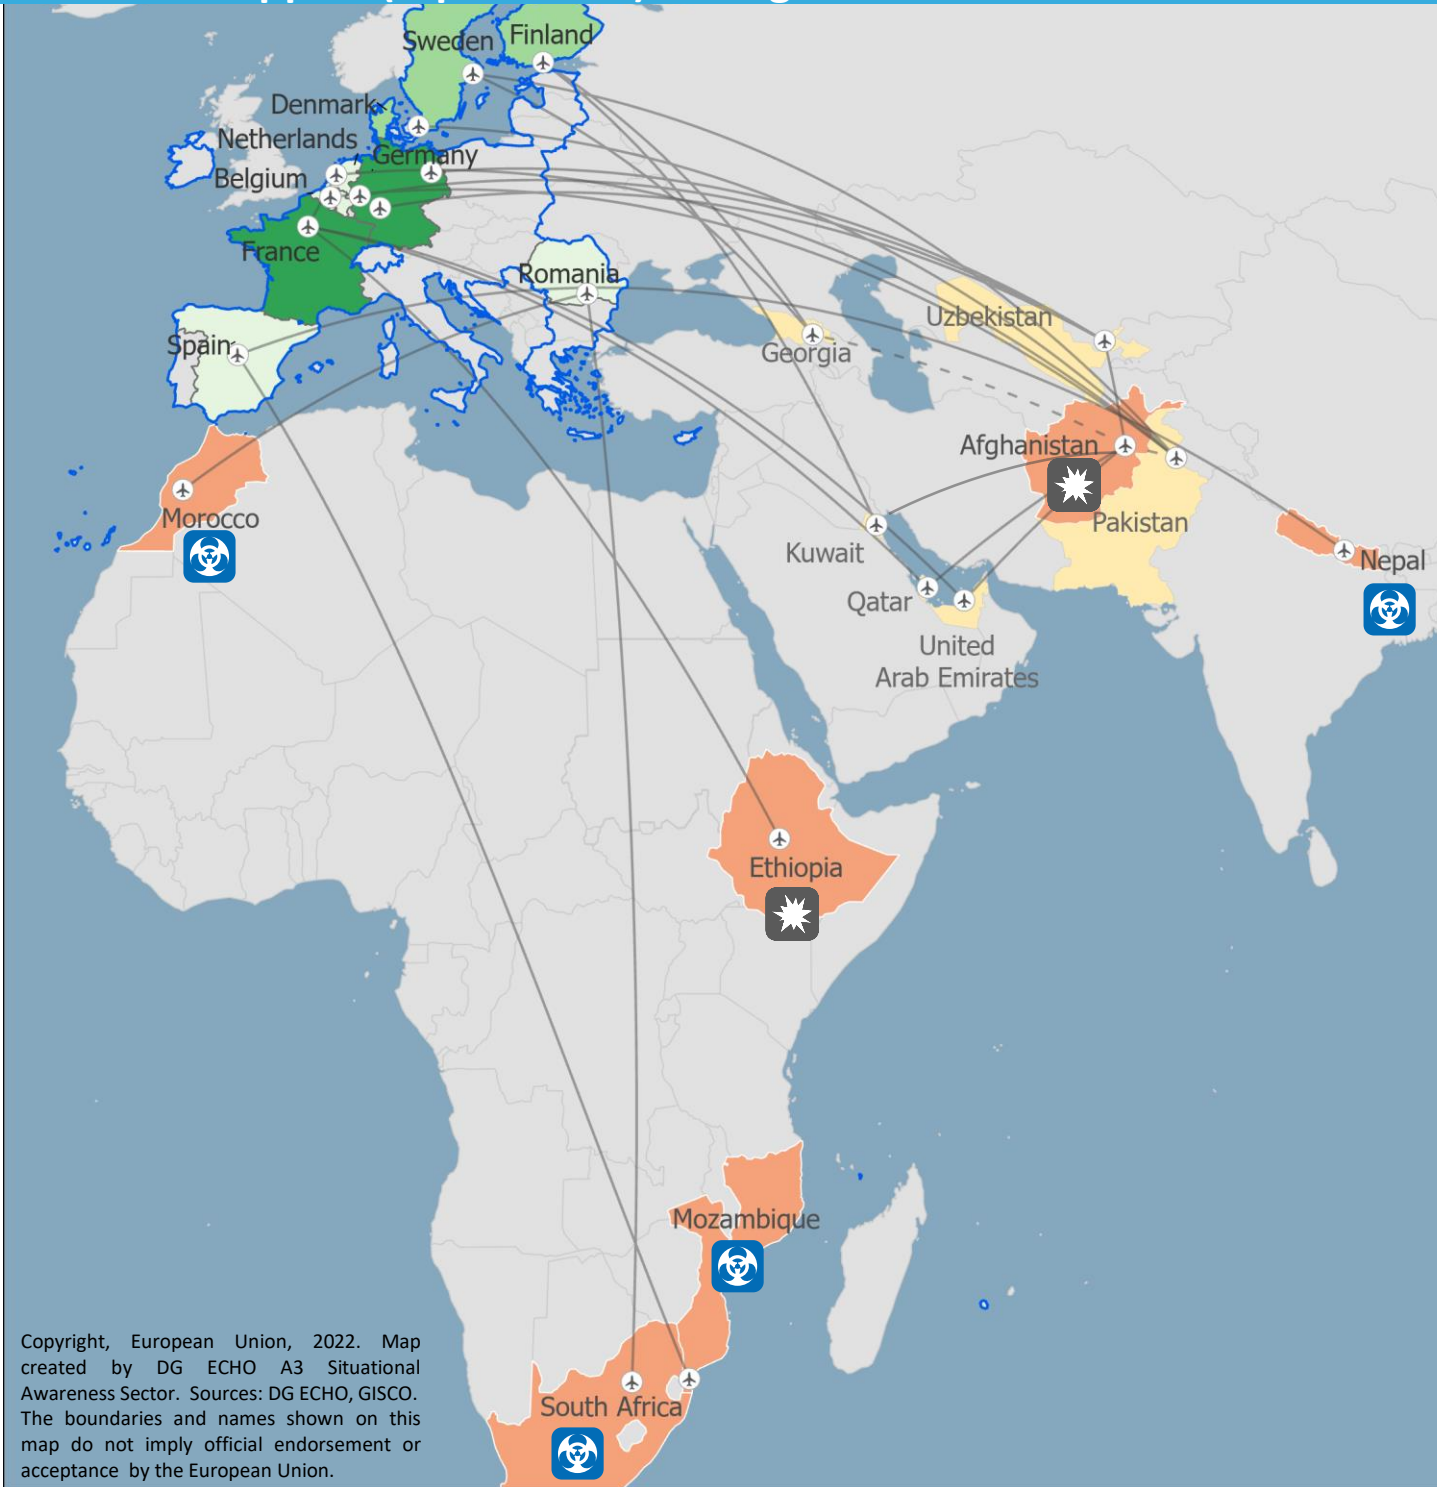 Sweden
Finland
Denmark
Netherlands
Germany
Belgium
France
Romania
Spain
Uzbekistan
Georgia
Afghanistan
Morocco
Pakistan
Kuwait
Nepal
Qatar
United
Arab Emirates
Ethiopia
Mozambique
South Africa
Copyright, European Union, 2022. Map
created by DG ECHO A3 Situational
Awareness Sector. Sources: DG ECHO, GISCO.
The boundaries and names shown on this
map do not imply official endorsement or
acceptance by the European Union.